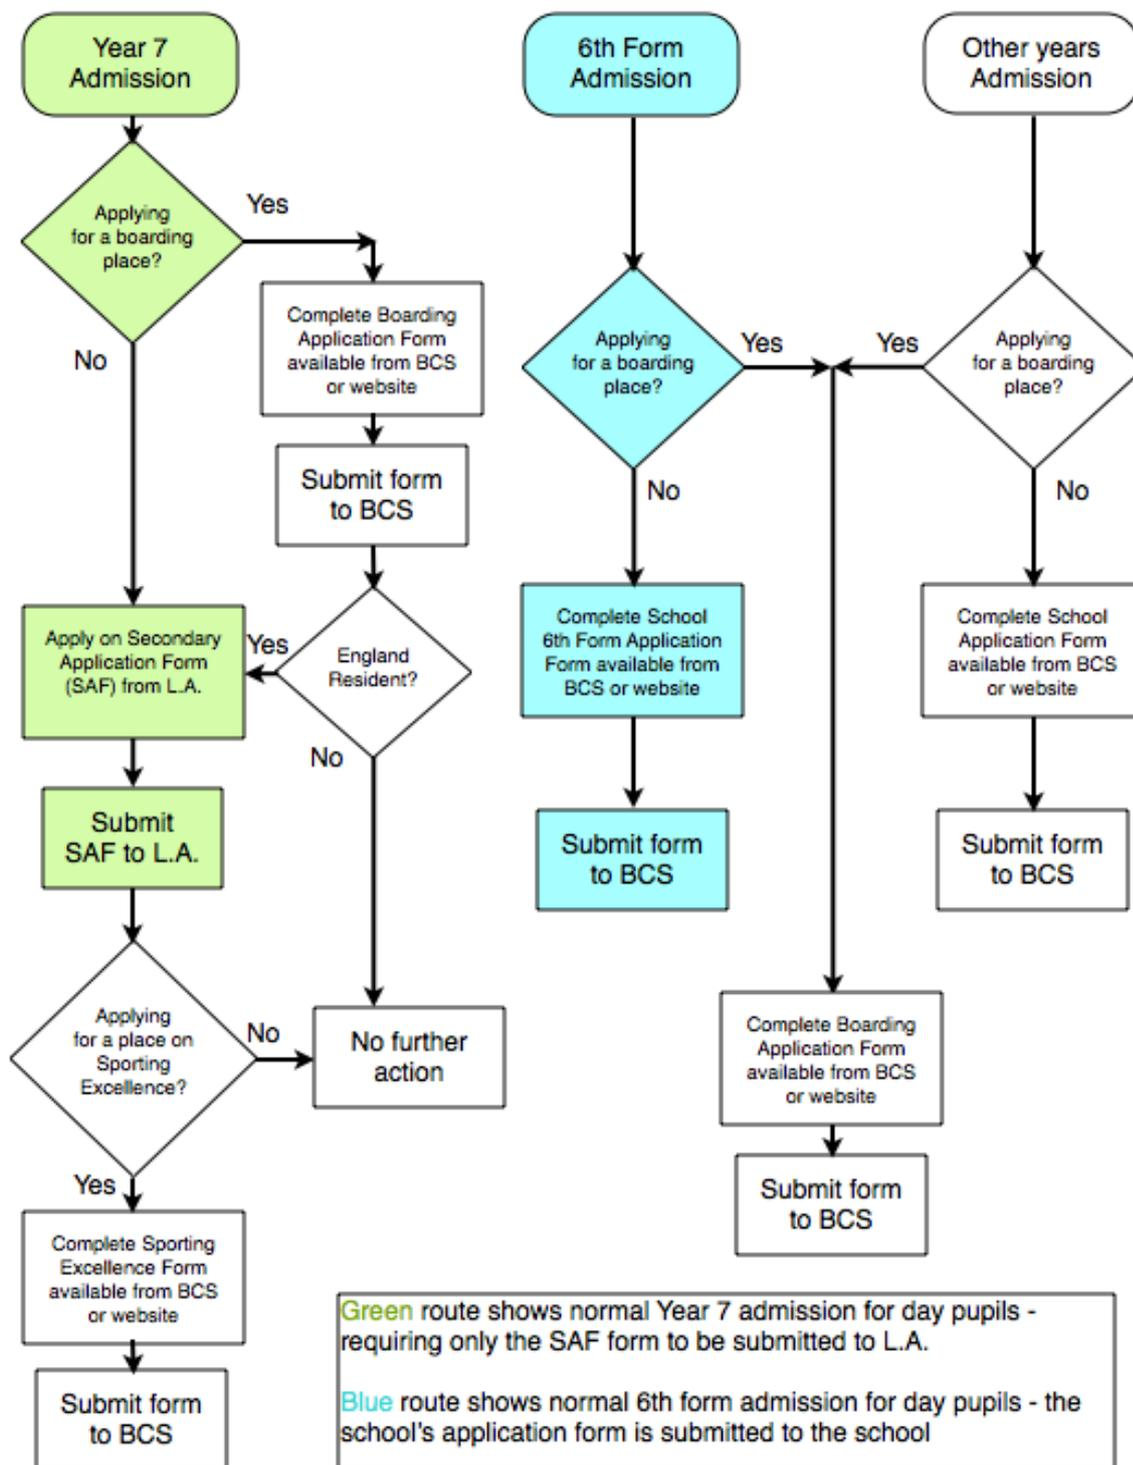 Year 7
Admission
Applying
for a boarding
place?
Yes
No
Complete Boarding
Application Form
available from BCS
or website
Submit form
to BCS
England
Resident?
Yes
No
Apply on Secondary
Application Form
(SAF) from L.A.
Submit
SAF to L.A.
Applying
for a place on
Sporting
Excellence?
No
No further
action
Yes
Complete Sporting
Excellence Form
available from BCS
or website
Submit form
to BCS
6th Form
Admission
Applying
for a boarding
place?
Yes
No
Complete School
6th Form Application
Form available from
BCS or website
Submit form
to BCS
Other years
Admission
Applying
for a boarding
place?
Yes
No
Complete School
Application Form
available from BCS
or website
Submit form
to BCS
Complete Boarding
Application Form
available from BCS
or website
Submit form
to BCS
Green route shows normal Year 7 admission for day pupils -
requiring only the SAF form to be submitted to L.A.
Blue route shows normal 6th form admission for day pupils - the
school's application form is submitted to the school